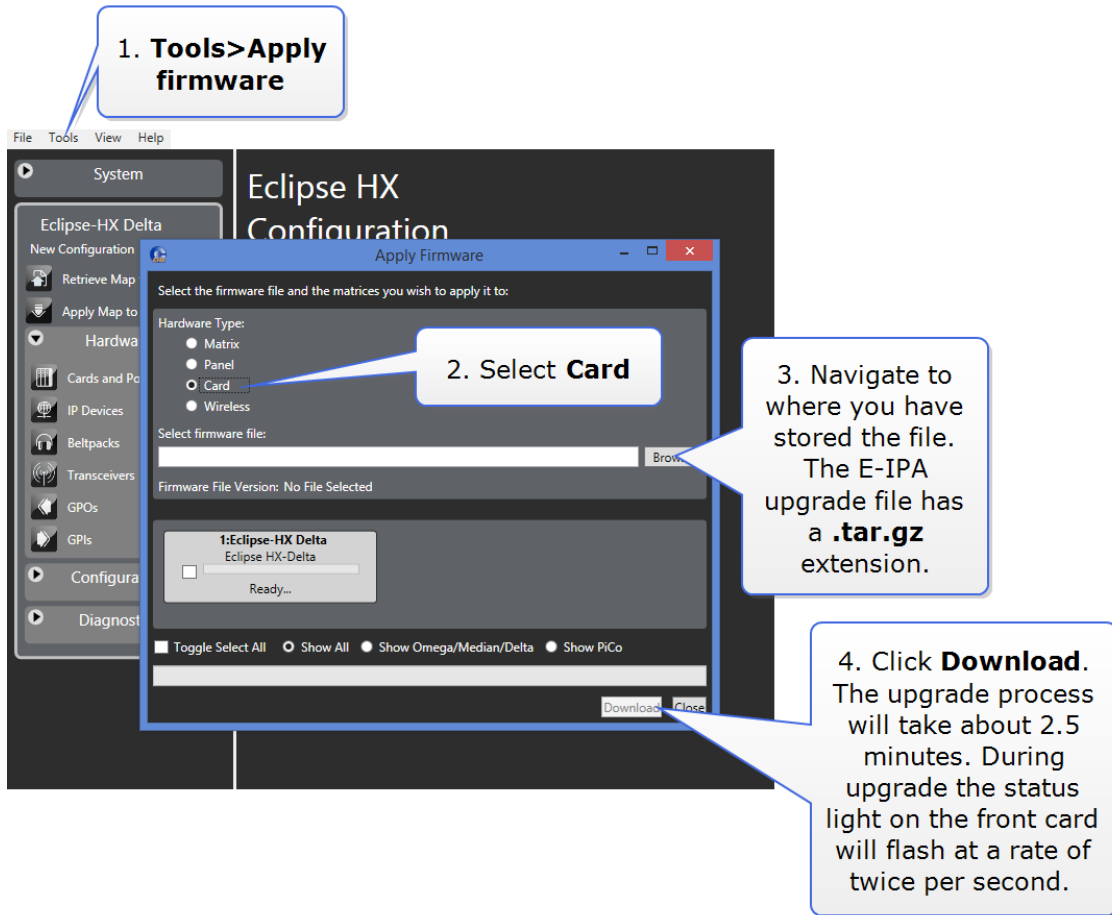 1. Tools>Apply
firmware
File Tools View Help
System
Eclipse HX
Configuration
Eclipse-HX Delta
New Configuration
Retrieve Map
Apply Map to
Hardwa
Cards and Po
IP Devices
Beltpacks
Transceivers
GPOs
GPIs
Configura
Diagnost
Apply Firmware
Select the firmware file and the matrices you wish to apply it to:
Hardware Type:
Matrix
Panel
Card
Wireless
2. Select Card
Select firmware file:
Brow
Firmware File Version: No File Selected
3. Navigate to
where you have
stored the file.
The E-IPA
upgrade file has
a .tar.gz
extension.
1:Eclipse-HX Delta
Eclipse HX-Delta
Ready...
Toggle Select All Show All Show Omega/Median/Delta Show PiCo
Download Close
4. Click Download.
The upgrade process
will take about 2.5
minutes. During
upgrade the status
light on the front card
will flash at a rate of
twice per second.